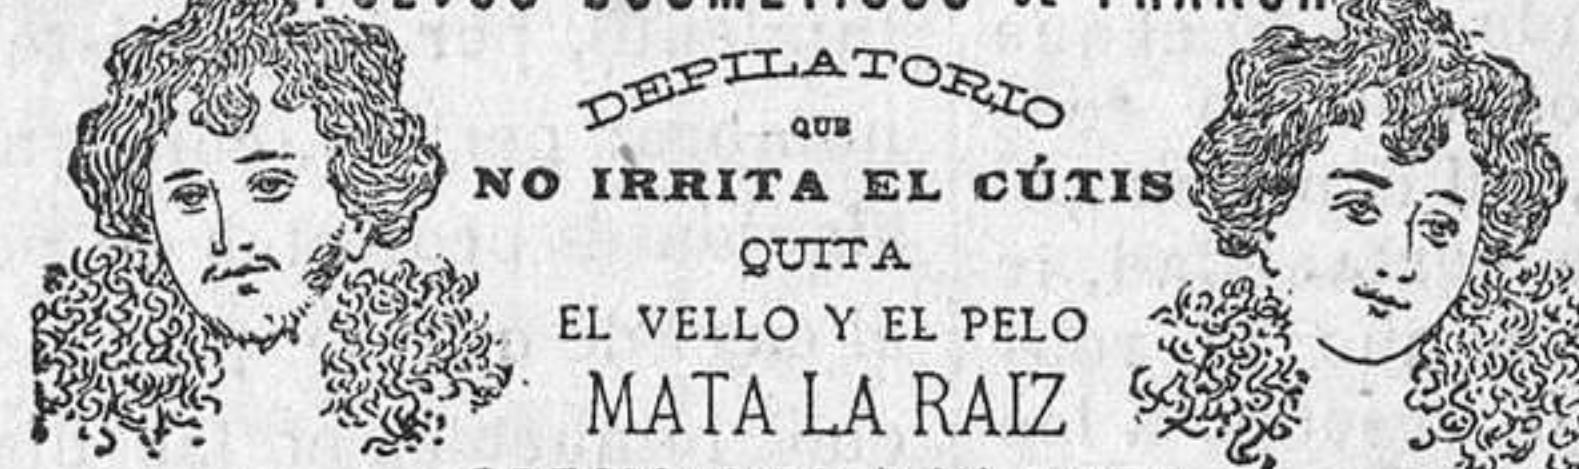 DEPILATORIO
QUE
NO IRRITA EL CÚTIS
QUITA
EL VELLO Y EL PELO
MATA LA RAIZ